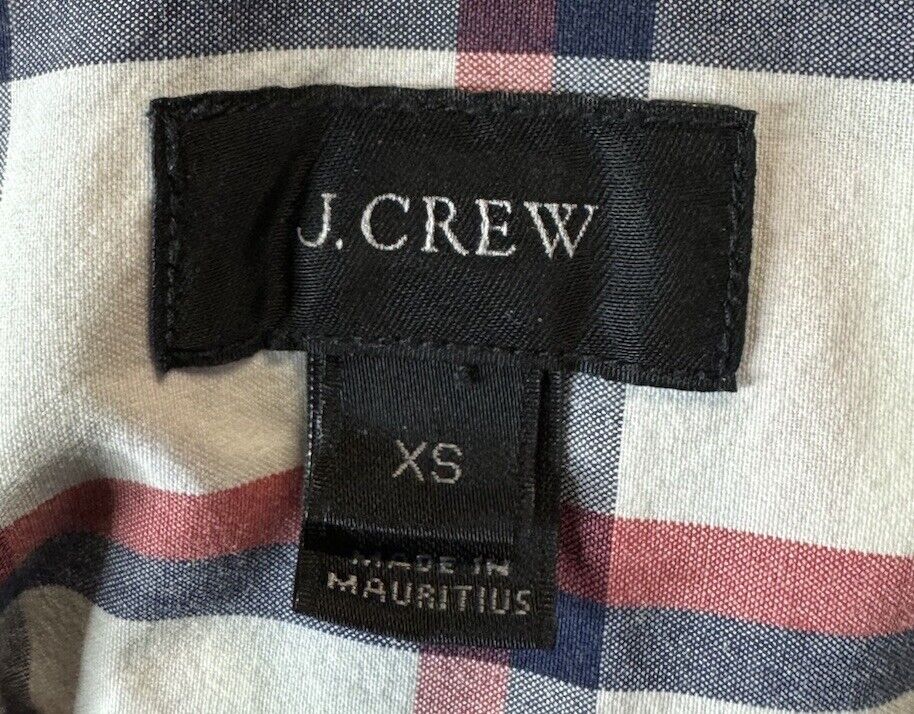 J. CREW
XS
MADE IN
MAURITIUS